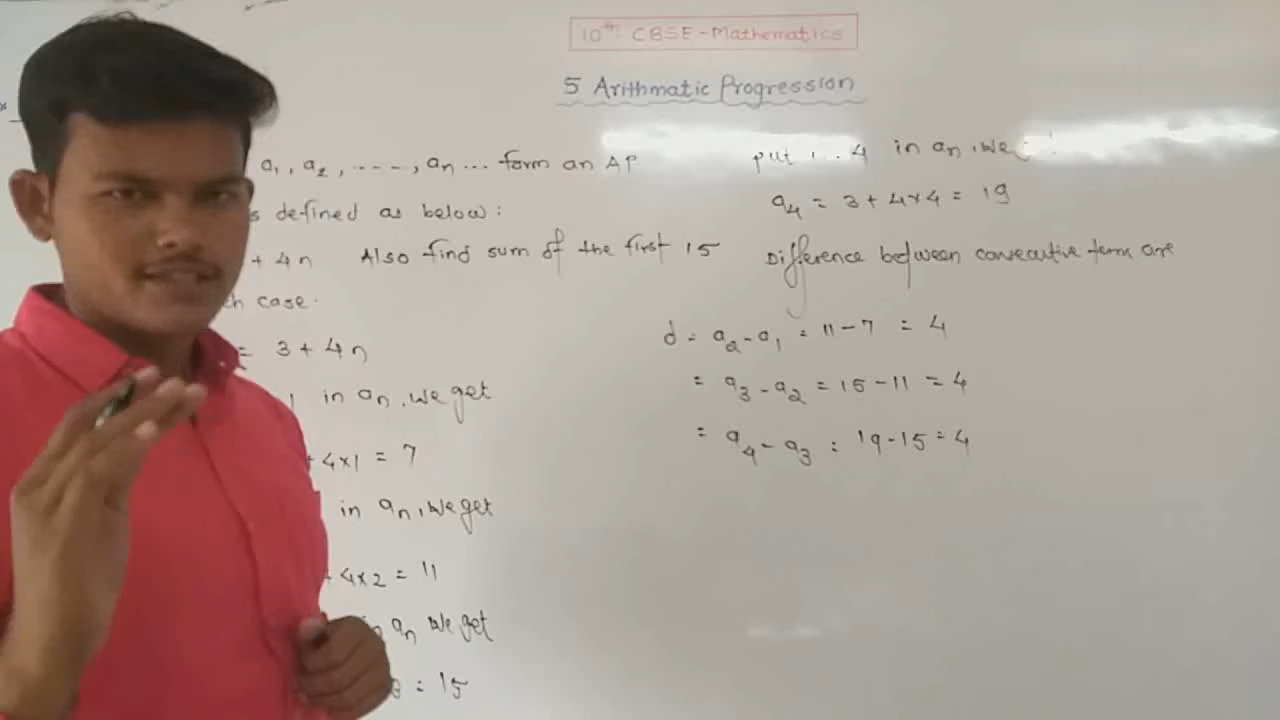 10th CBSE-Mathematics
5 Arithmatic Progression
a1, a2, ....., an ... form an AP
s defined as below:
+ 4n Also find sum of the first 15
ch case.
= 3 + 4n
1 in an, we get
+ 4×1 = 7
in an, we get
+ 4×2 = 11
an we get
3 = 15
put 4 in an, we
a4 = 3 + 4×4 = 19
Difference between consecutive term are
d = a2 - a1 = 11 - 7 = 4
= a3 - a2 = 15 - 11 = 4
= a4 - a3 = 19 - 15 = 4